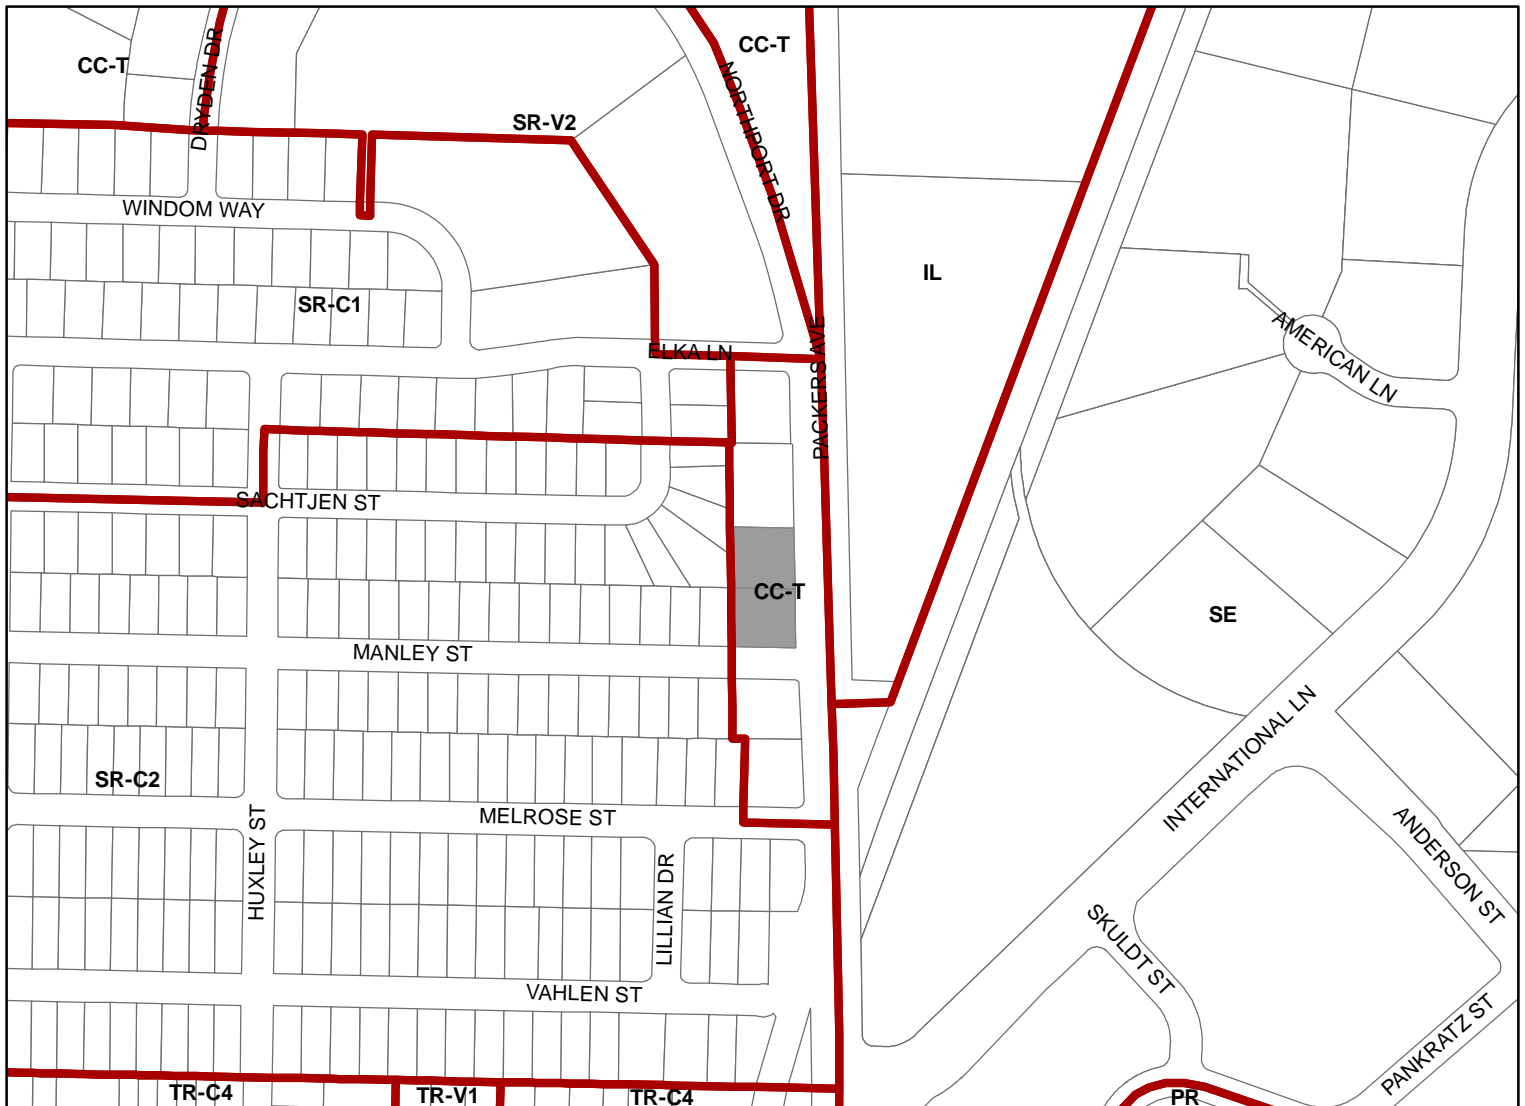 CC-T
CC-T
DRYDEN DR
NORTHPORT DR
SR-V2
WINDOM WAY
IL
SR-C1
AMERICAN LN
ELKA LN
PACKERS AVE
SACHTJEN ST
CC-T
SE
MANLEY ST
INTERNATIONAL LN
SR-C2
MELROSE ST
HUXLEY ST
LILLIAN DR
ANDERSON ST
SKULDT ST
VAHLEN ST
PANKRATZ ST
TR-C4
TR-V1
TR-C4
PR